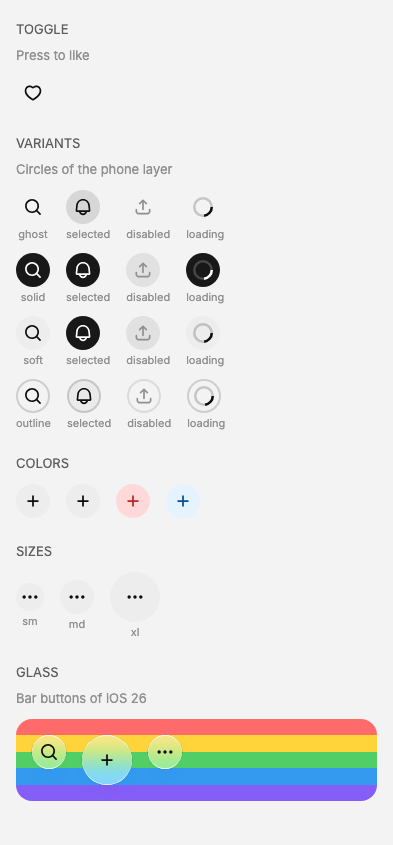 TOGGLE
Press to like
VARIANTS
Circles of the phone layer
ghost selected disabled loading
solid selected disabled loading
soft selected disabled loading
outline selected disabled loading
COLORS
SIZES
sm md xl
GLASS
Bar buttons of iOS 26